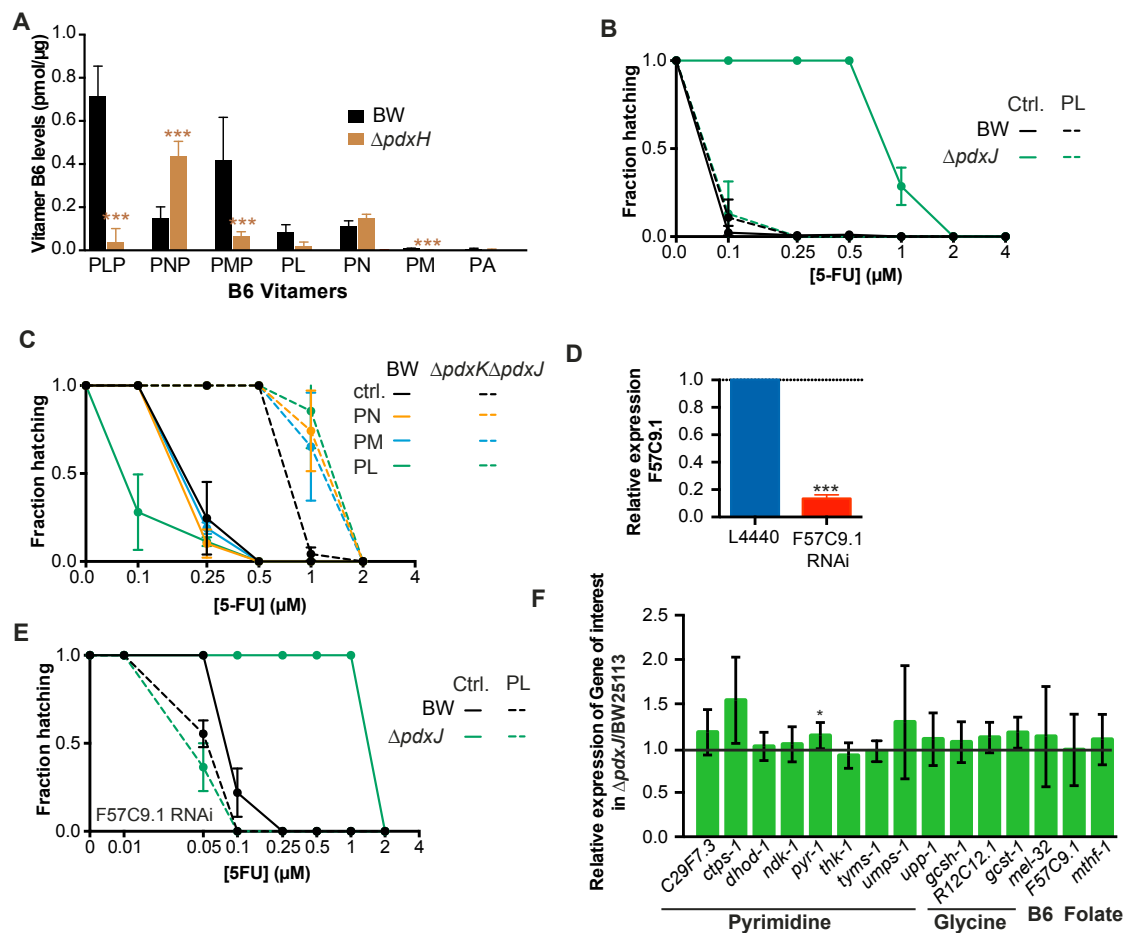 A
Vitamer B6 levels (pmol/µg)
1.0
0.8
0.6
0.4
0.2
0.0
BW
ΔpdxH
***
***
***
***
PLP PNP PMP PL PN PM PA
B6 Vitamers
B
Fraction hatching
1.0
0.5
0.0
Ctrl. PL
BW
ΔpdxJ
0.0 0.1 0.25 0.5 1 2 4
[5-FU] (µM)
C
Fraction hatching
1.0
0.5
0.0
BW ΔpdxKΔpdxJ
ctrl.
PN
PM
PL
0.0 0.1 0.25 0.5 1 2 4
[5-FU] (µM)
D
Relative expression
F57C9.1
1.0
0.8
0.6
0.4
0.2
0.0
***
L4440
F57C9.1
RNAi
E
Fraction hatching
1.0
0.5
0.0
Ctrl. PL
BW
ΔpdxJ
F57C9.1 RNAi
0 0.01 0.05 0.1 0.25 0.5 1 2 4
[5FU] (µM)
F
Relative expression of Gene of interest
in ΔpdxJ/BW25113
2.5
2.0
1.5
1.0
0.5
0.0
*
C29F7.3 ctps-1 dhod-1 ndk-1 pyr-1 thk-1 tyms-1 umps-1 upp-1 gcsh-1 R12C12.1 gcst-1 mel-32 F57C9.1 mthf-1
Pyrimidine Glycine B6 Folate